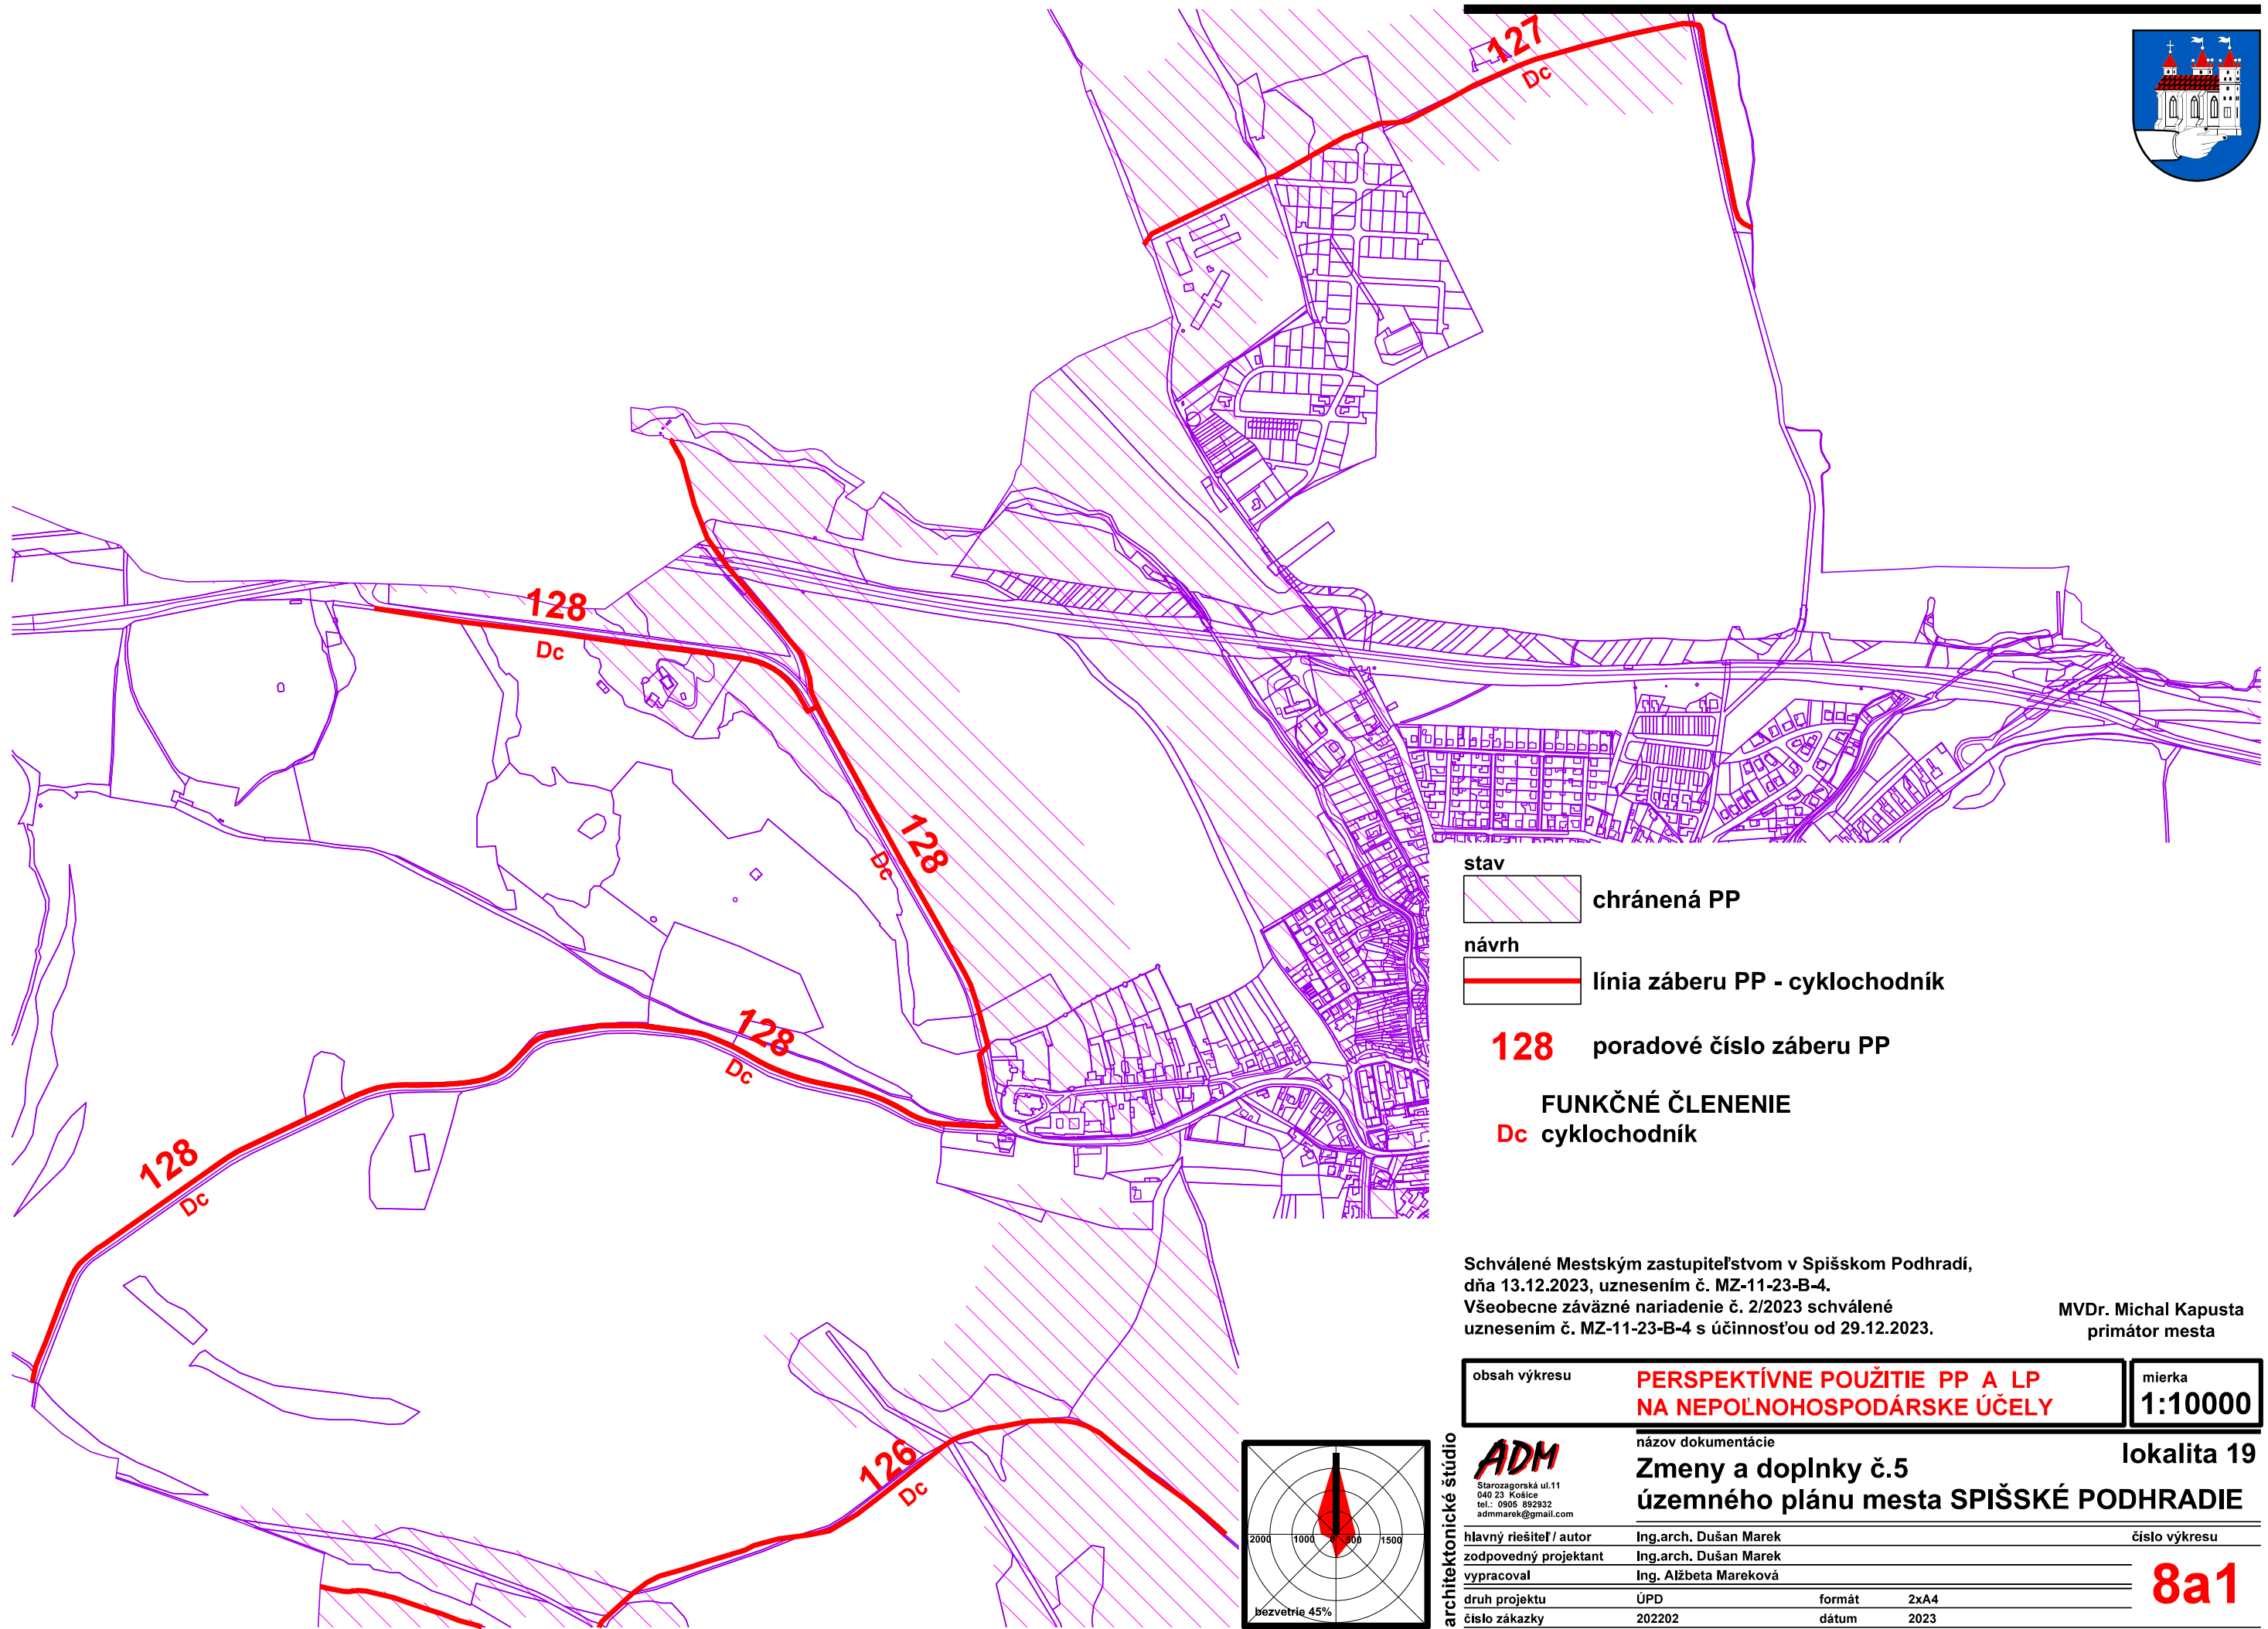 127
Dc
128
Dc
128
Dc
128
Dc
128
Dc
126
Dc
stav
chránená PP
návrh
línia záberu PP - cyklochodník
128 poradové číslo záberu PP
FUNKČNÉ ČLENENIE
Dc cyklochodník
Schválené Mestským zastupiteľstvom v Spišskom Podhradí,
dňa 13.12.2023, uznesením č. MZ-11-23-B-4.
Všeobecne záväzné nariadenie č. 2/2023 schválené
uznesením č. MZ-11-23-B-4 s účinnosťou od 29.12.2023.
MVDr. Michal Kapusta
primátor mesta
obsah výkresu
PERSPEKTÍVNE POUŽITIE PP A LP
NA NEPOĽNOHOSPODÁRSKE ÚČELY
mierka
1:10000
architektonické štúdio
ADM
Starozagorská ul.11
040 23 Košice
tel.: 0905 892932
admmarek@gmail.com
názov dokumentácie
lokalita 19
Zmeny a doplnky č.5
územného plánu mesta SPIŠSKÉ PODHRADIE
hlavný riešiteľ / autor Ing.arch. Dušan Marek
číslo výkresu
zodpovedný projektant Ing.arch. Dušan Marek
vypracoval Ing. Alžbeta Mareková
8a1
druh projektu ÚPD formát 2xA4
číslo zákazky 202202 dátum 2023
2000 1000 0 500 1500
bezvetrie 45%